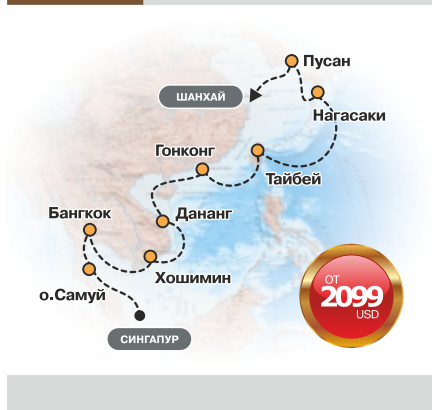 Пусан
ШАНХАЙ
Нагасаки
Гонконг
Тайбей
Бангкок
Дананг
Хошимин
о.Самуй
ОТ
2099
USD
СИНГАПУР